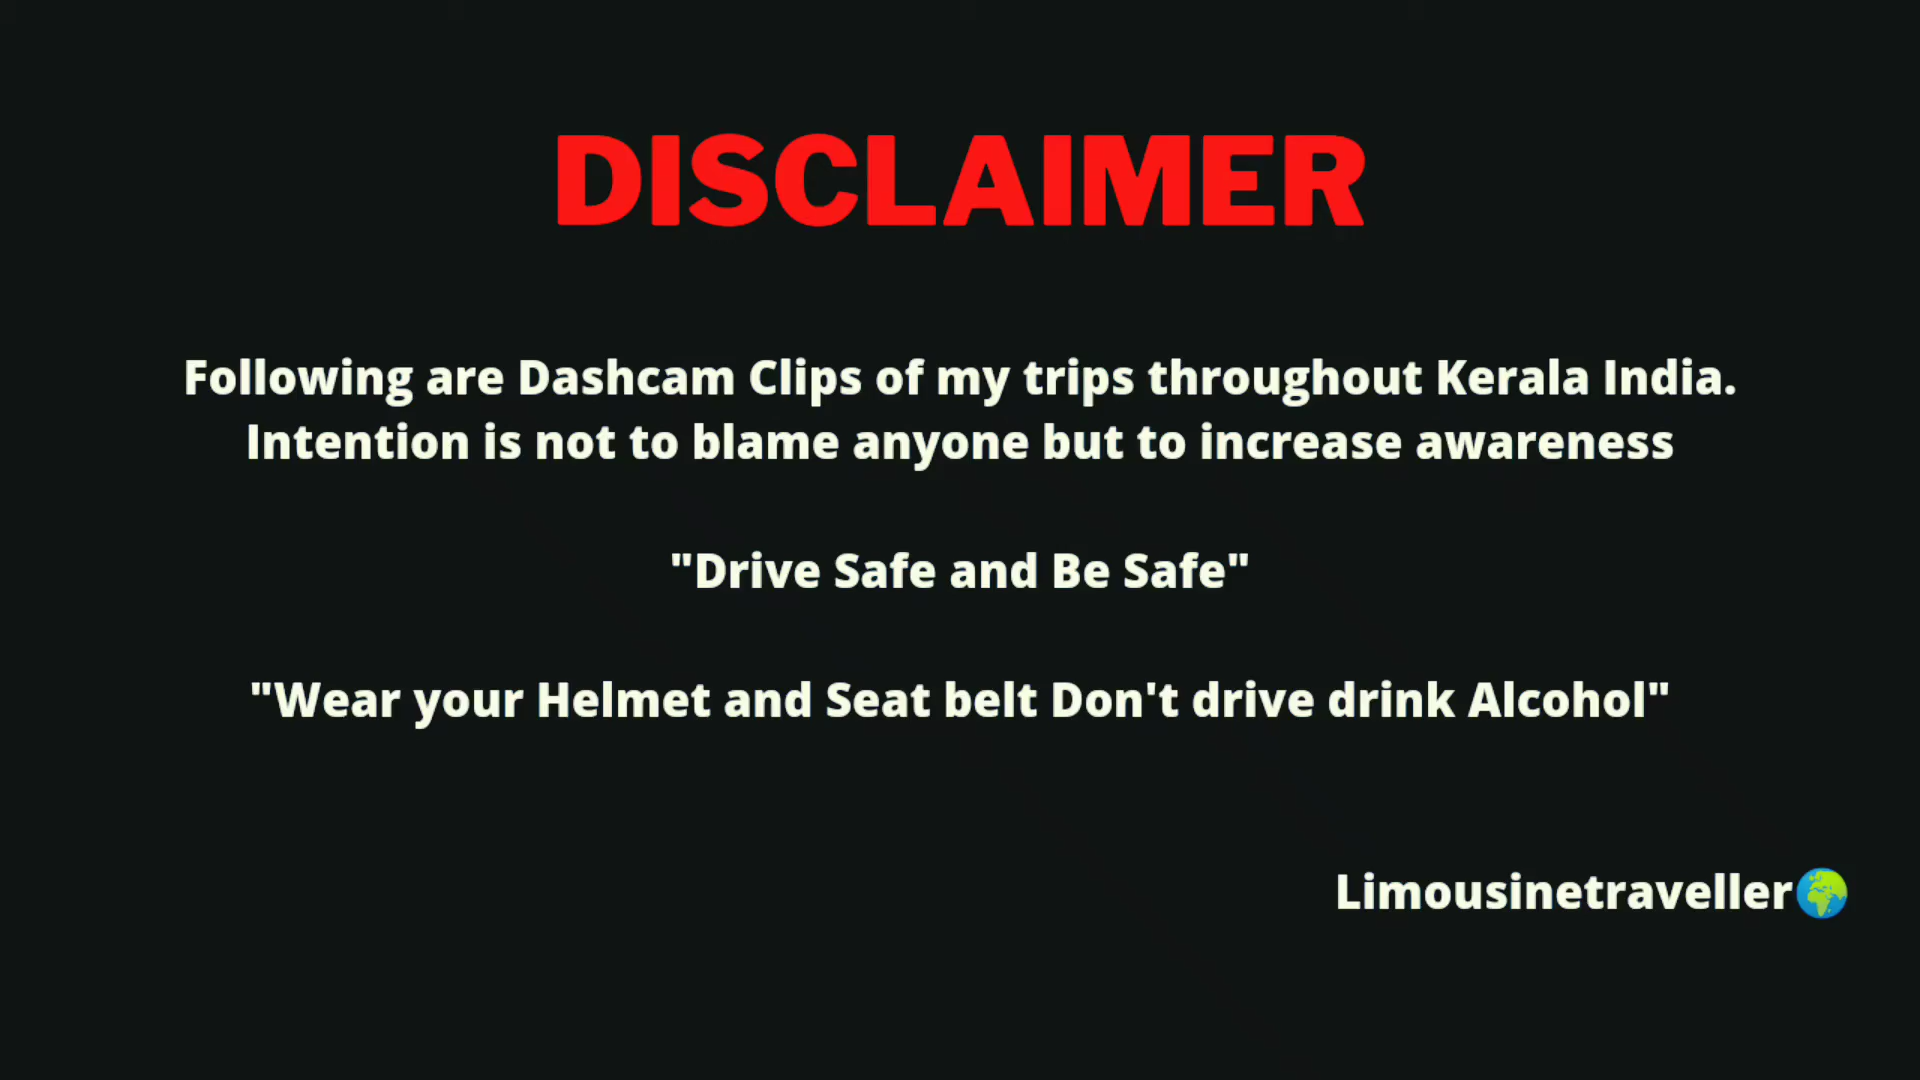 DISCLAIMER
Following are Dashcam Clips of my trips throughout Kerala India.
Intention is not to blame anyone but to increase awareness
"Drive Safe and Be Safe"
"Wear your Helmet and Seat belt Don't drive drink Alcohol"
Limousinetraveller🌍